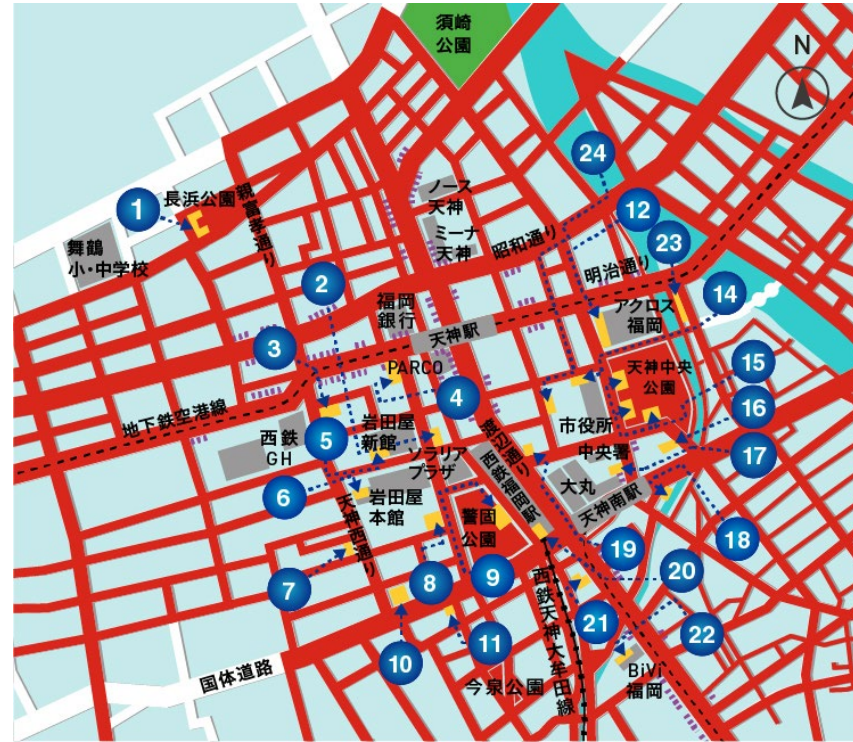 須崎
公園
N
24
1
長浜公園
親富孝通り
ノース
天神
12
ミーナ
天神
昭和通り
23
舞鶴
小・中学校
2
明治通り
14
福岡
銀行
アクロス
福岡
3
天神駅
PARCO
天神中央
公園
15
4
地下鉄空港線
5
岩田屋
新館
市役所
16
西鉄
GH
ソラリア
プラザ
渡辺通り
中央署
17
6
西鉄福岡駅
岩田屋
本館
大丸
天神南駅
天神西通り
警固
公園
18
7
8
9
19
20
西鉄天神大牟田線
21
22
10
11
BiVi
福岡
国体道路
今泉公園